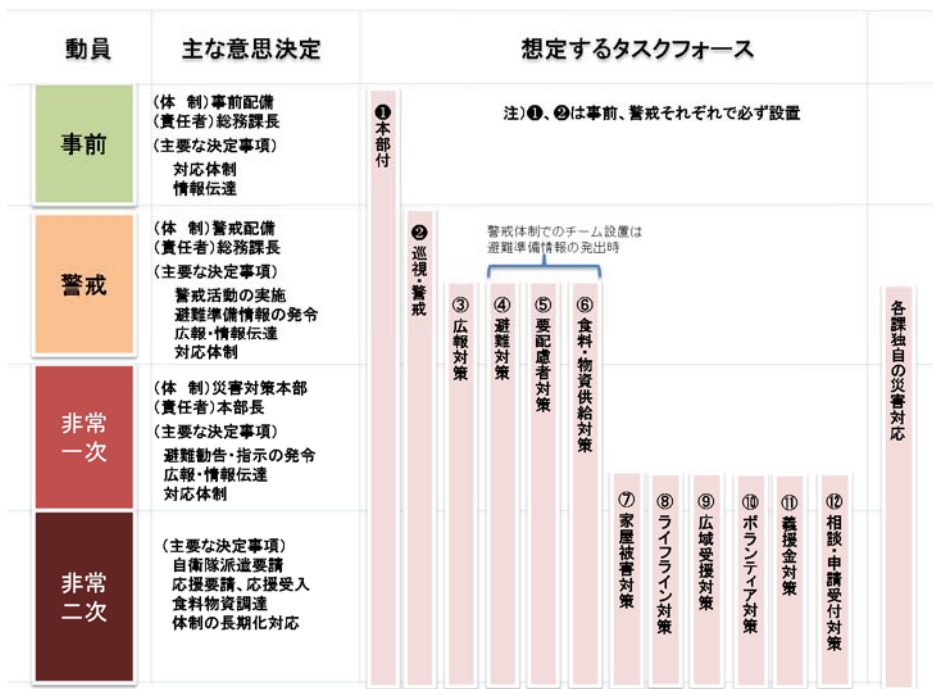 動員
主な意思決定
想定するタスクフォース
事前
(体 制)事前配備
(責任者)総務課長
(主要な決定事項)
対応体制
情報伝達
注)❶、❷は事前、警戒それぞれで必ず設置
❶本部付
警戒
(体 制)警戒配備
(責任者)総務課長
(主要な決定事項)
警戒活動の実施
避難準備情報の発令
広報・情報伝達
対応体制
❷巡視・警戒
警戒体制でのチーム設置は
避難準備情報の発出時
③広報対策
④避難対策
⑤要配慮者対策
⑥食料・物資供給対策
各課独自の災害対応
非常
一次
(体 制)災害対策本部
(責任者)本部長
(主要な決定事項)
避難勧告・指示の発令
広報・情報伝達
対応体制
⑦家屋被害対策
⑧ライフライン対策
⑨広域受援対策
⑩ボランティア対策
⑪義援金対策
⑫相談・申請受付対策
非常
二次
(主要な決定事項)
自衛隊派遣要請
応援要請、応援受入
食料物資調達
体制の長期化対応